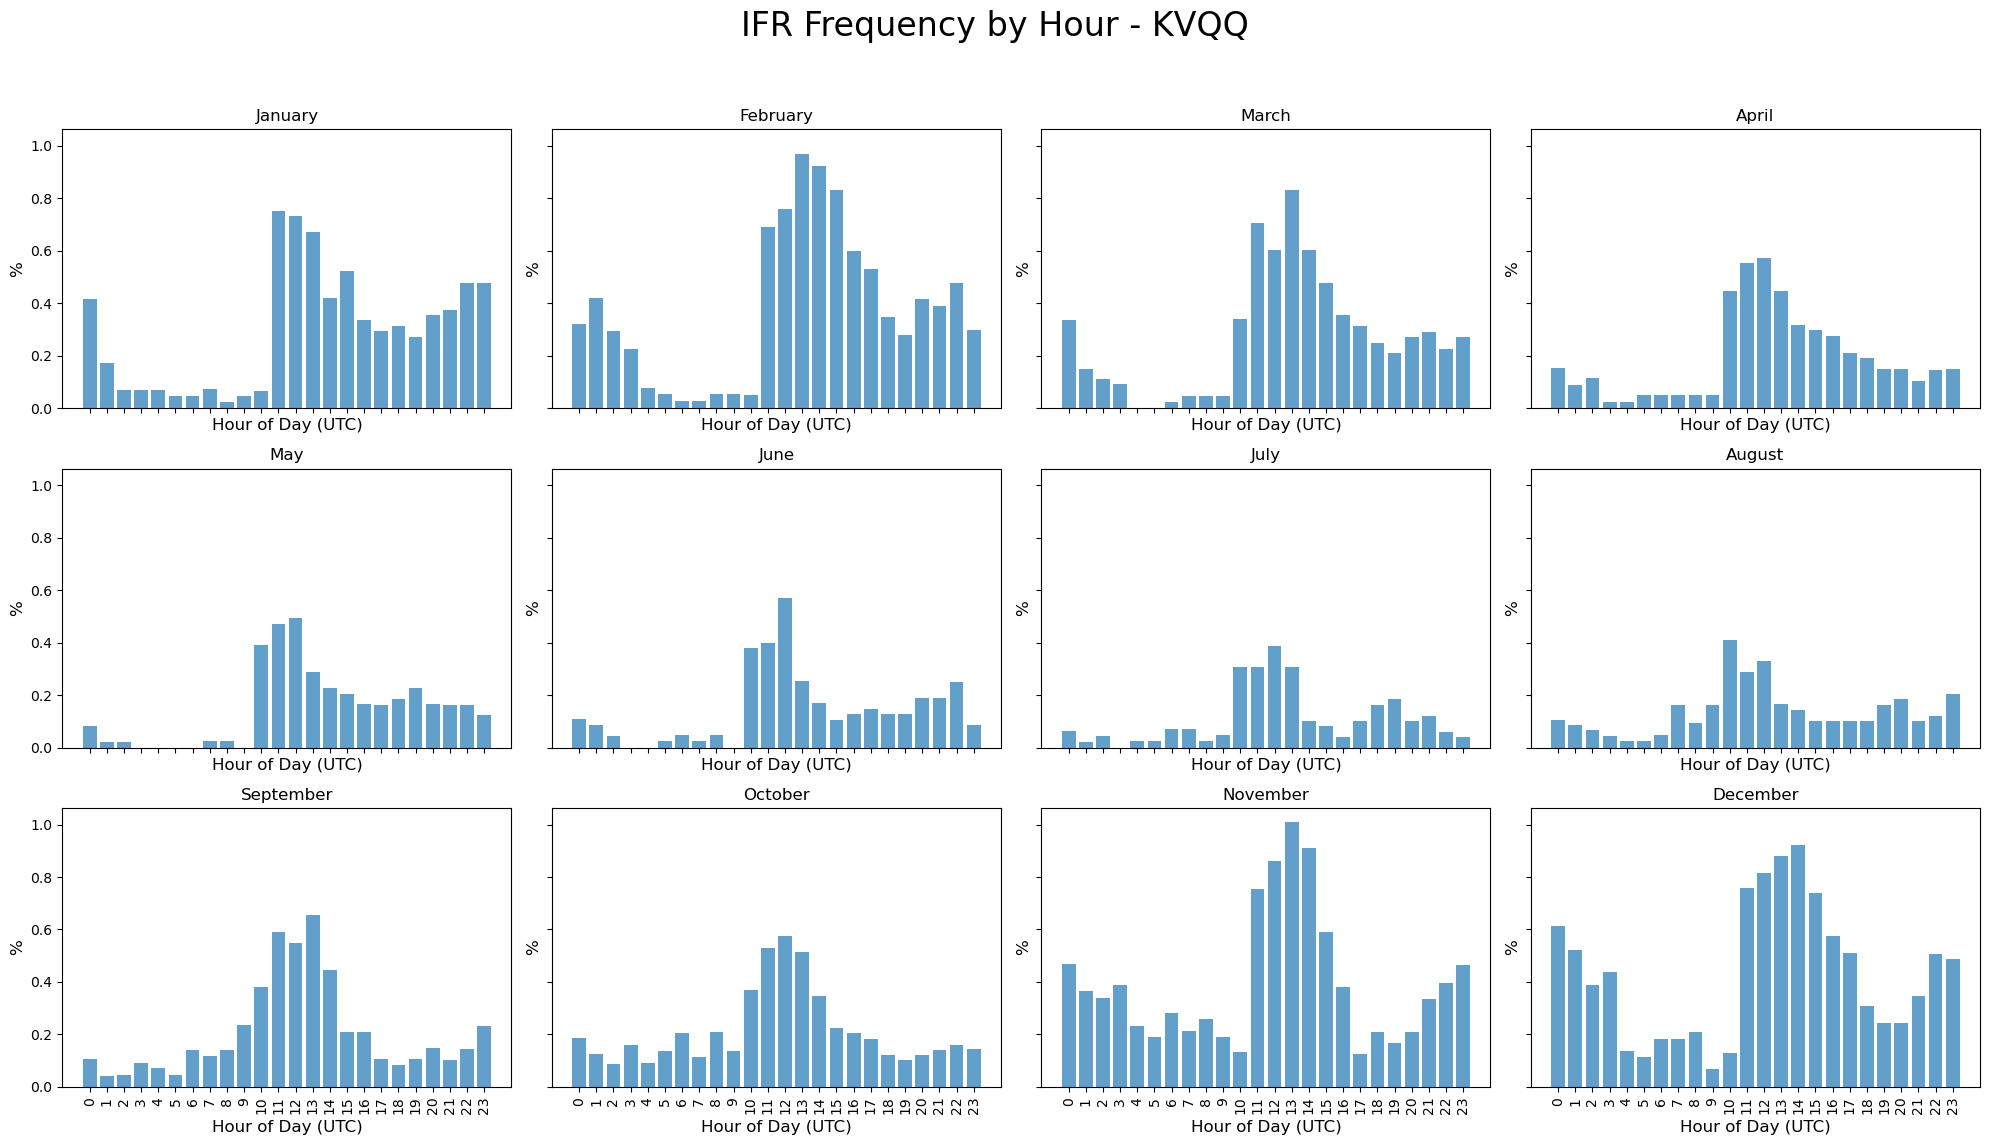 IFR Frequency by Hour - KVQQ
January
February
March
April
1.0
0.8
0.6
0.4
0.2
0.0
%
%
%
%
Hour of Day (UTC)
Hour of Day (UTC)
Hour of Day (UTC)
Hour of Day (UTC)
May
June
July
August
1.0
0.8
0.6
0.4
0.2
0.0
%
%
%
%
Hour of Day (UTC)
Hour of Day (UTC)
Hour of Day (UTC)
Hour of Day (UTC)
September
October
November
December
1.0
0.8
0.6
0.4
0.2
0.0
%
%
%
%
0 1 2 3 4 5 6 7 8 9 10 11 12 13 14 15 16 17 18 19 20 21 22 23
0 1 2 3 4 5 6 7 8 9 10 11 12 13 14 15 16 17 18 19 20 21 22 23
0 1 2 3 4 5 6 7 8 9 10 11 12 13 14 15 16 17 18 19 20 21 22 23
0 1 2 3 4 5 6 7 8 9 10 11 12 13 14 15 16 17 18 19 20 21 22 23
Hour of Day (UTC)
Hour of Day (UTC)
Hour of Day (UTC)
Hour of Day (UTC)